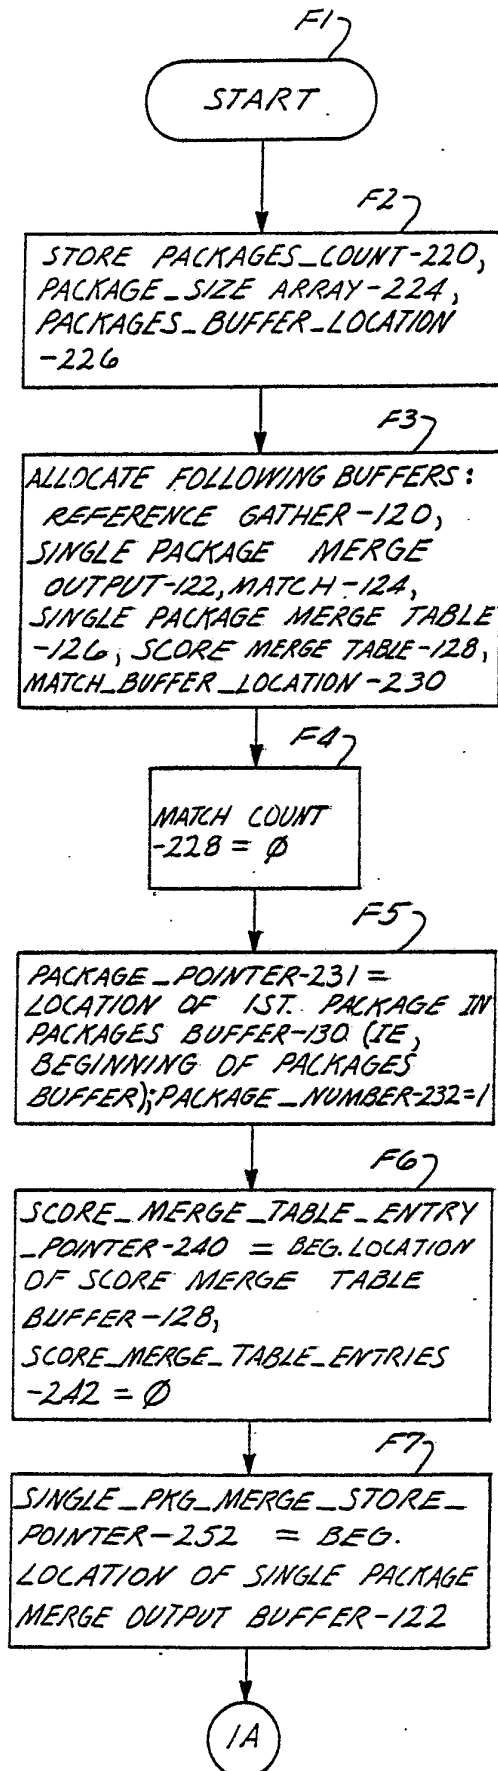 F1
START
F2
STORE PACKAGES_COUNT-220,
PACKAGE_SIZE ARRAY-224,
PACKAGES_BUFFER_LOCATION
-226
F3
ALLOCATE FOLLOWING BUFFERS:
REFERENCE GATHER-120,
SINGLE PACKAGE MERGE
OUTPUT-122, MATCH-124,
SINGLE PACKAGE MERGE TABLE
-126, SCORE MERGE TABLE-128,
MATCH_BUFFER_LOCATION-230
F4
MATCH COUNT
-228 = Ø
F5
PACKAGE_POINTER-231 =
LOCATION OF 1ST. PACKAGE IN
PACKAGES BUFFER-130 (IE,
BEGINNING OF PACKAGES
BUFFER); PACKAGE_NUMBER-232=1
F6
SCORE_MERGE_TABLE_ENTRY
_POINTER-240 = BEG. LOCATION
OF SCORE MERGE TABLE
BUFFER-128,
SCORE_MERGE_TABLE_ENTRIES
-242 = Ø
F7
SINGLE_PKG_MERGE_STORE_
POINTER-252 = BEG.
LOCATION OF SINGLE PACKAGE
MERGE OUTPUT BUFFER-122
1A